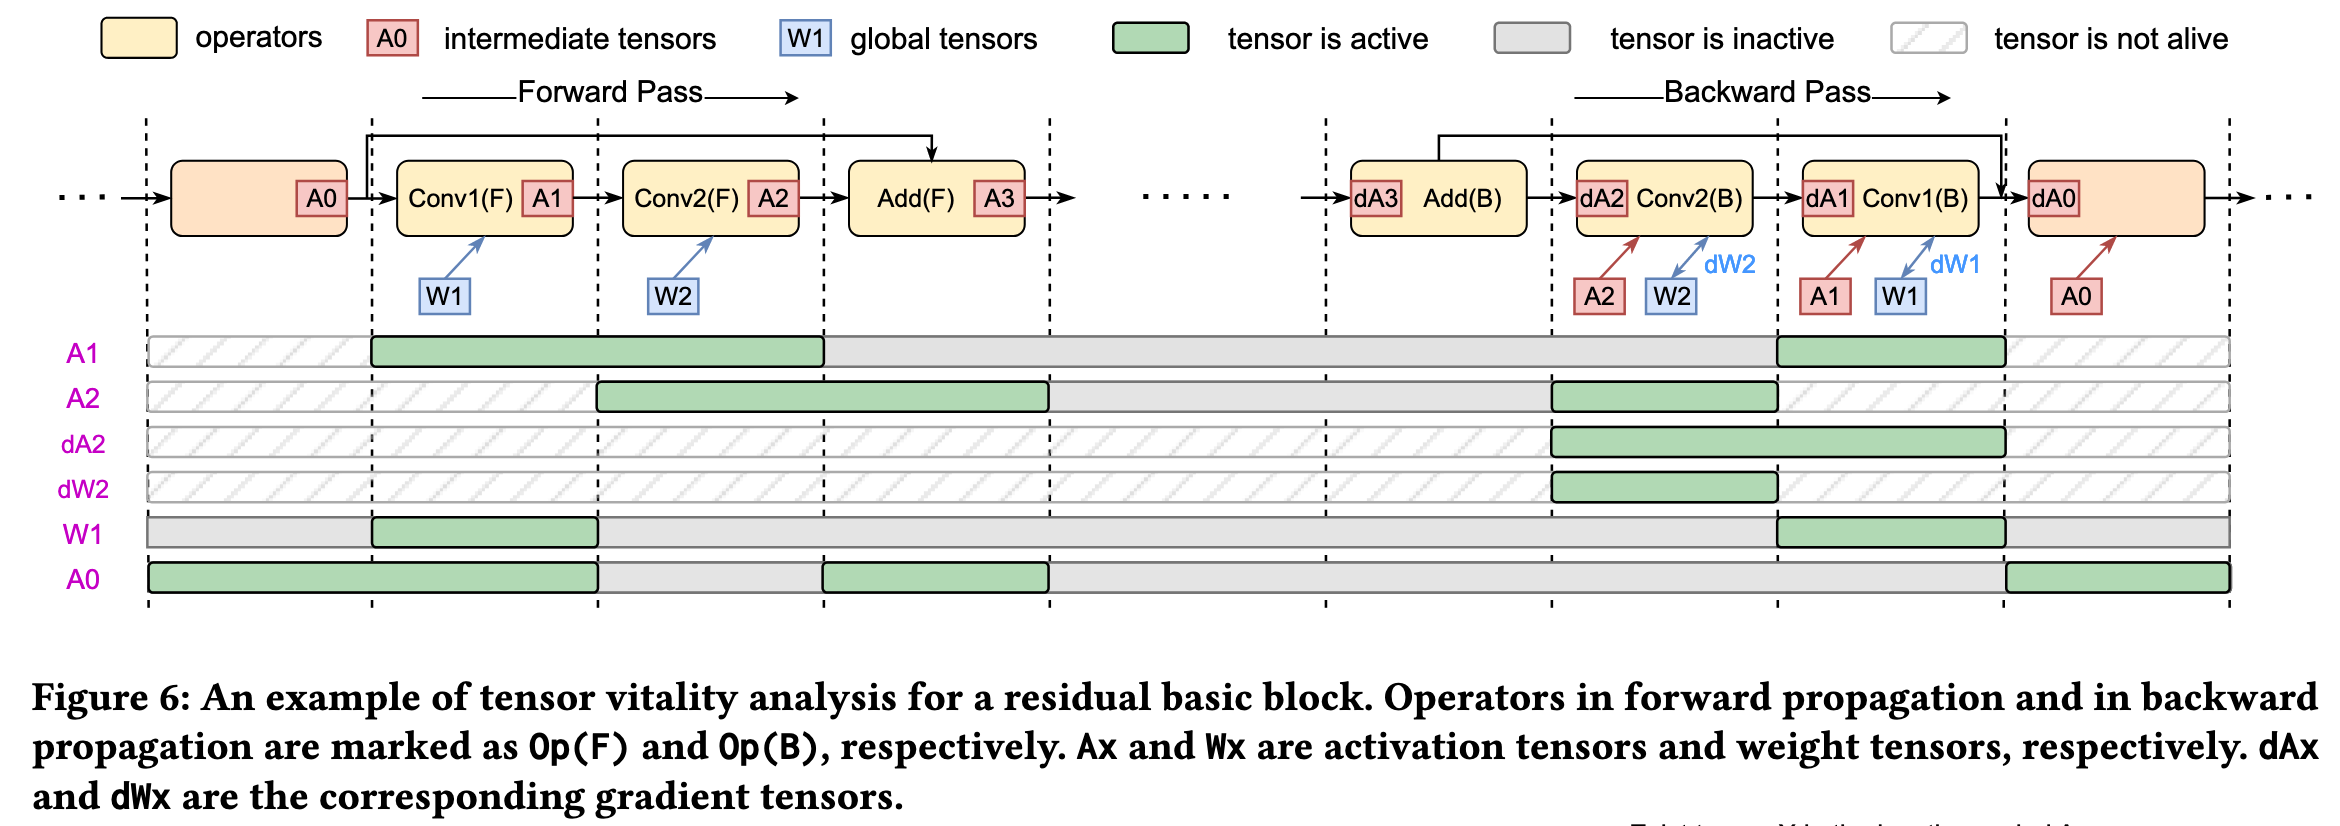 operators A0 intermediate tensors W1 global tensors tensor is active tensor is inactive tensor is not alive
Forward Pass Backward Pass
A0 Conv1(F) A1 Conv2(F) A2 Add(F) A3 dA3 Add(B) dA2 Conv2(B) dA1 Conv1(B) dA0
dW2 dW1
W1 W2 A2 W2 A1 W1 A0
A1
A2
dA2
dW2
W1
A0
Figure 6: An example of tensor vitality analysis for a residual basic block. Operators in forward propagation and in backward
propagation are marked as Op(F) and Op(B), respectively. Ax and Wx are activation tensors and weight tensors, respectively. dAx
and dWx are the corresponding gradient tensors.